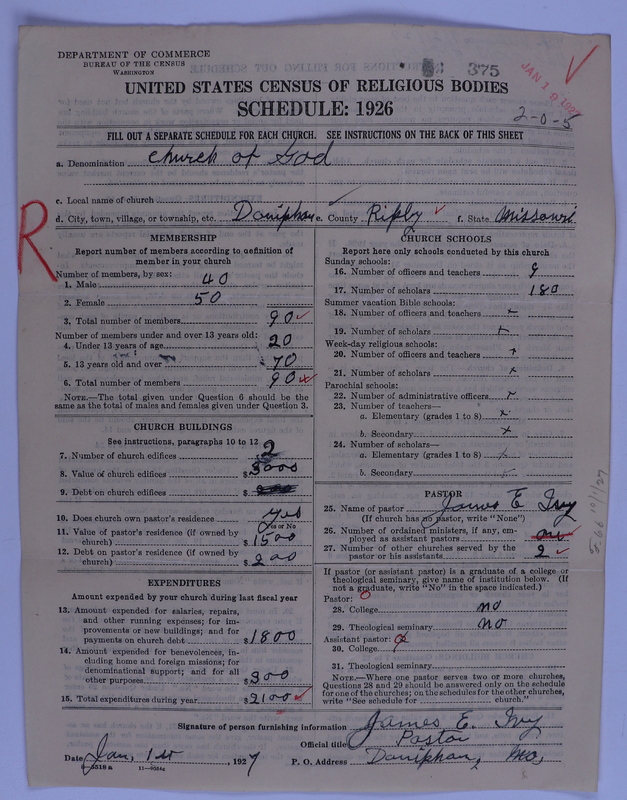 DEPARTMENT OF COMMERCE
BUREAU OF THE CENSUS
WASHINGTON
375
JAN 19 1927
UNITED STATES CENSUS OF RELIGIOUS BODIES
SCHEDULE: 1926
2-0-5
FILL OUT A SEPARATE SCHEDULE FOR EACH CHURCH. SEE INSTRUCTIONS ON THE BACK OF THIS SHEET
a. Denomination Church of God
c. Local name of church
d. City, town, village, or township, etc. Doniphan e. County Ripley f. State Missouri
R
MEMBERSHIP
Report number of members according to definition of
member in your church
Number of members, by sex:
1. Male 40
2. Female 50
3. Total number of members 90
Number of members under and over 13 years old:
4. Under 13 years of age 20
5. 13 years old and over 70
6. Total number of members 90
NOTE.—The total given under Question 6 should be
same as the total of males and females given under Question 3.
CHURCH BUILDINGS
See instructions, paragraphs 10 to 12
7. Number of church edifices 2
8. Value of church edifices $3000
9. Debt on church edifices $
10. Does church own pastor's residence yes
Yes or No
11. Value of pastor's residence (if owned by
church) $1500
12. Debt on pastor's residence (if owned by
church) $200
EXPENDITURES
Amount expended by your church during last fiscal year
13. Amount expended for salaries, repairs,
and other running expenses; for im-
provements or new buildings; and for
payments on church debt $1800
14. Amount expended for benevolences, in-
cluding home and foreign missions; for
denominational support; and for all
other purposes $300
15. Total expenditures during year $2100
CHURCH SCHOOLS
Report here only schools conducted by this church
Sunday schools:
16. Number of officers and teachers 9
17. Number of scholars 180
Summer vacation Bible schools:
18. Number of officers and teachers x
19. Number of scholars x
Week-day religious schools:
20. Number of officers and teachers x
21. Number of scholars x
Parochial schools:
22. Number of administrative officers x
23. Number of teachers—
a. Elementary (grades 1 to 8) x
b. Secondary x
24. Number of scholars—
a. Elementary (grades 1 to 8)
b. Secondary
PASTOR
25. Name of pastor James E Ivy
(If church has no pastor, write "None")
26. Number of ordained ministers, if any, em-
ployed as assistant pastors no
27. Number of other churches served by the
pastor or his assistants 2
If pastor (or assistant pastor) is a graduate of a college or
theological seminary, give name of institution below. (If
not a graduate, write "No" in the space indicated.)
Pastor: 0
28. College no
29. Theological seminary no
Assistant pastor:
30. College
31. Theological seminary
NOTE.—Where one pastor serves two or more churches,
Questions 28 and 29 should be answered only on the schedule
for one of the churches; on the schedules for the other churches,
write "See schedule for church."
Signature of person furnishing information James E. Ivy
Official title Pastor
Date Jan, 1st, 1927 P. O. Address Doniphan, Mo,
8-5518a 11—9584a